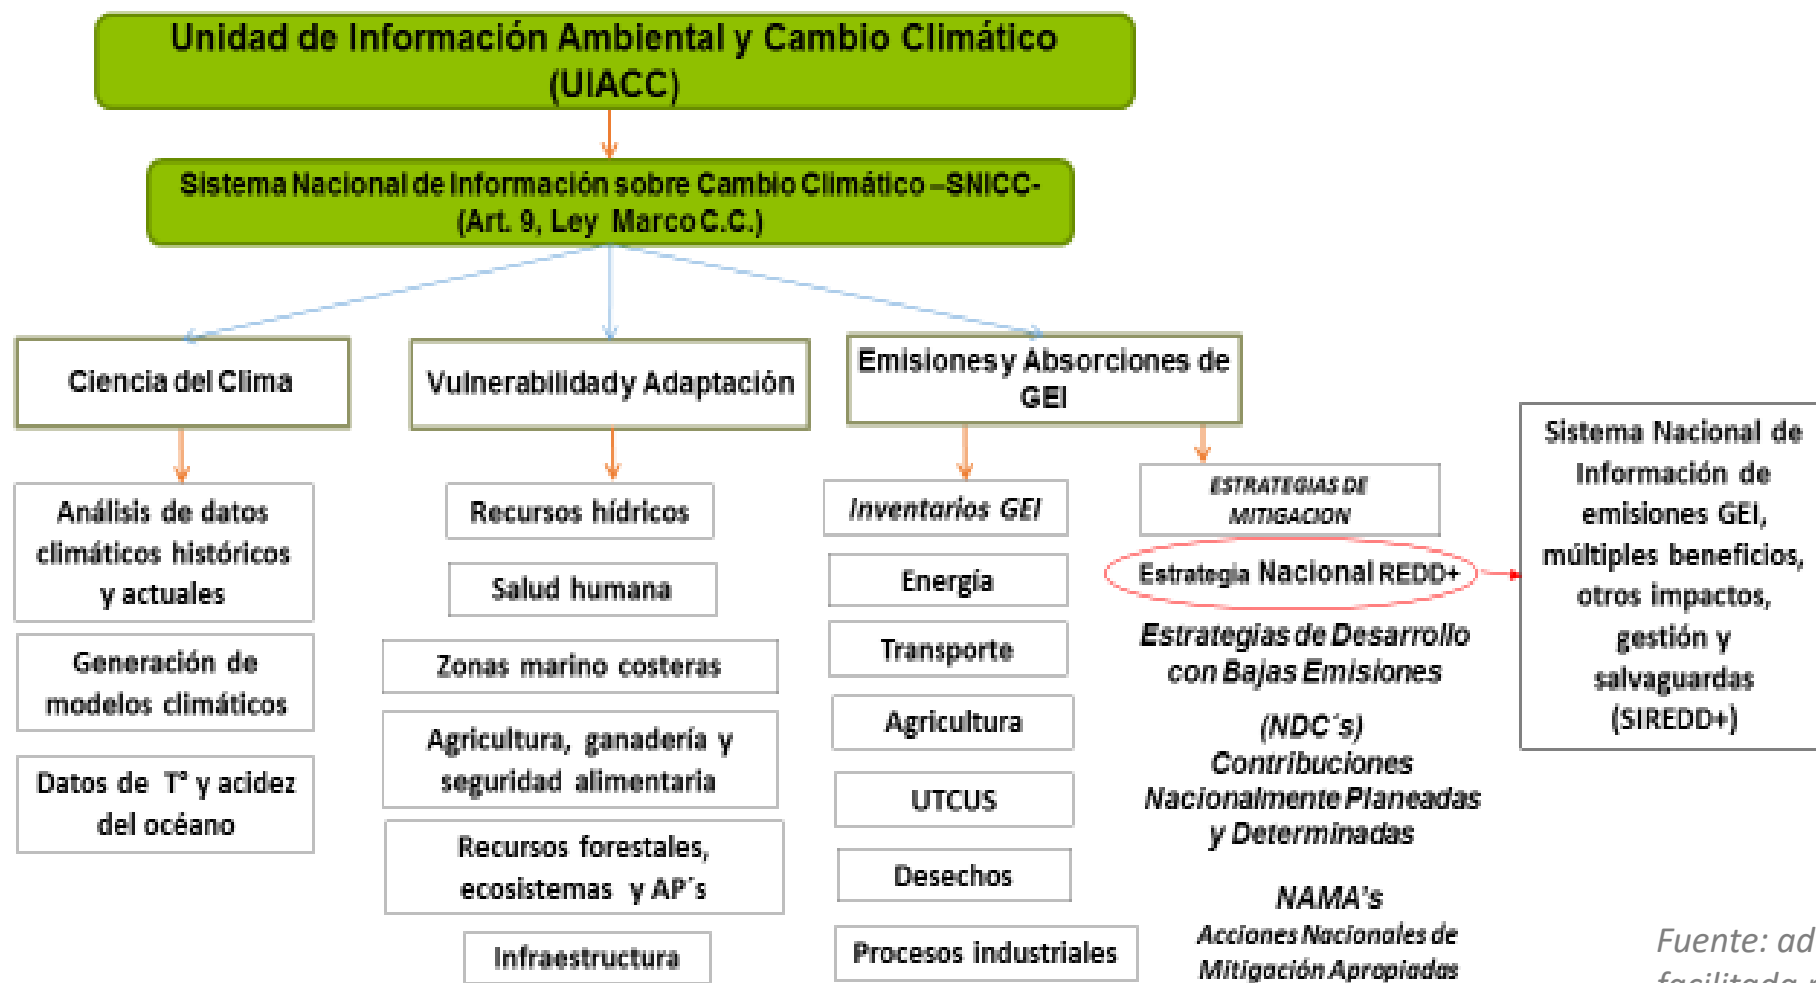 Unidad de Información Ambiental y Cambio Climático
(UIACC)
Sistema Nacional de Información sobre Cambio Climático –SNICC-
(Art. 9, Ley Marco C.C.)
Ciencia del Clima
Análisis de datos
climáticos históricos
y actuales
Generación de
modelos climáticos
Datos de T° y acidez
del océano
Vulnerabilidad y Adaptación
Recursos hídricos
Salud humana
Zonas marino costeras
Agricultura, ganadería y
seguridad alimentaria
Recursos forestales,
ecosistemas y AP´s
Infraestructura
Emisiones y Absorciones de
GEI
Inventarios GEI
Energía
Transporte
Agricultura
UTCUS
Desechos
Procesos industriales
ESTRATEGIAS DE
MITIGACION
Estrategia Nacional REDD+
Estrategias de Desarrollo
con Bajas Emisiones
(NDC´s)
Contribuciones
Nacionalmente Planeadas
y Determinadas
NAMA's
Acciones Nacionales de
Mitigación Apropiadas
Sistema Nacional de
Información de
emisiones GEI,
múltiples beneficios,
otros impactos,
gestión y
salvaguardas
(SIREDD+)
Fuente: ad
facilitada